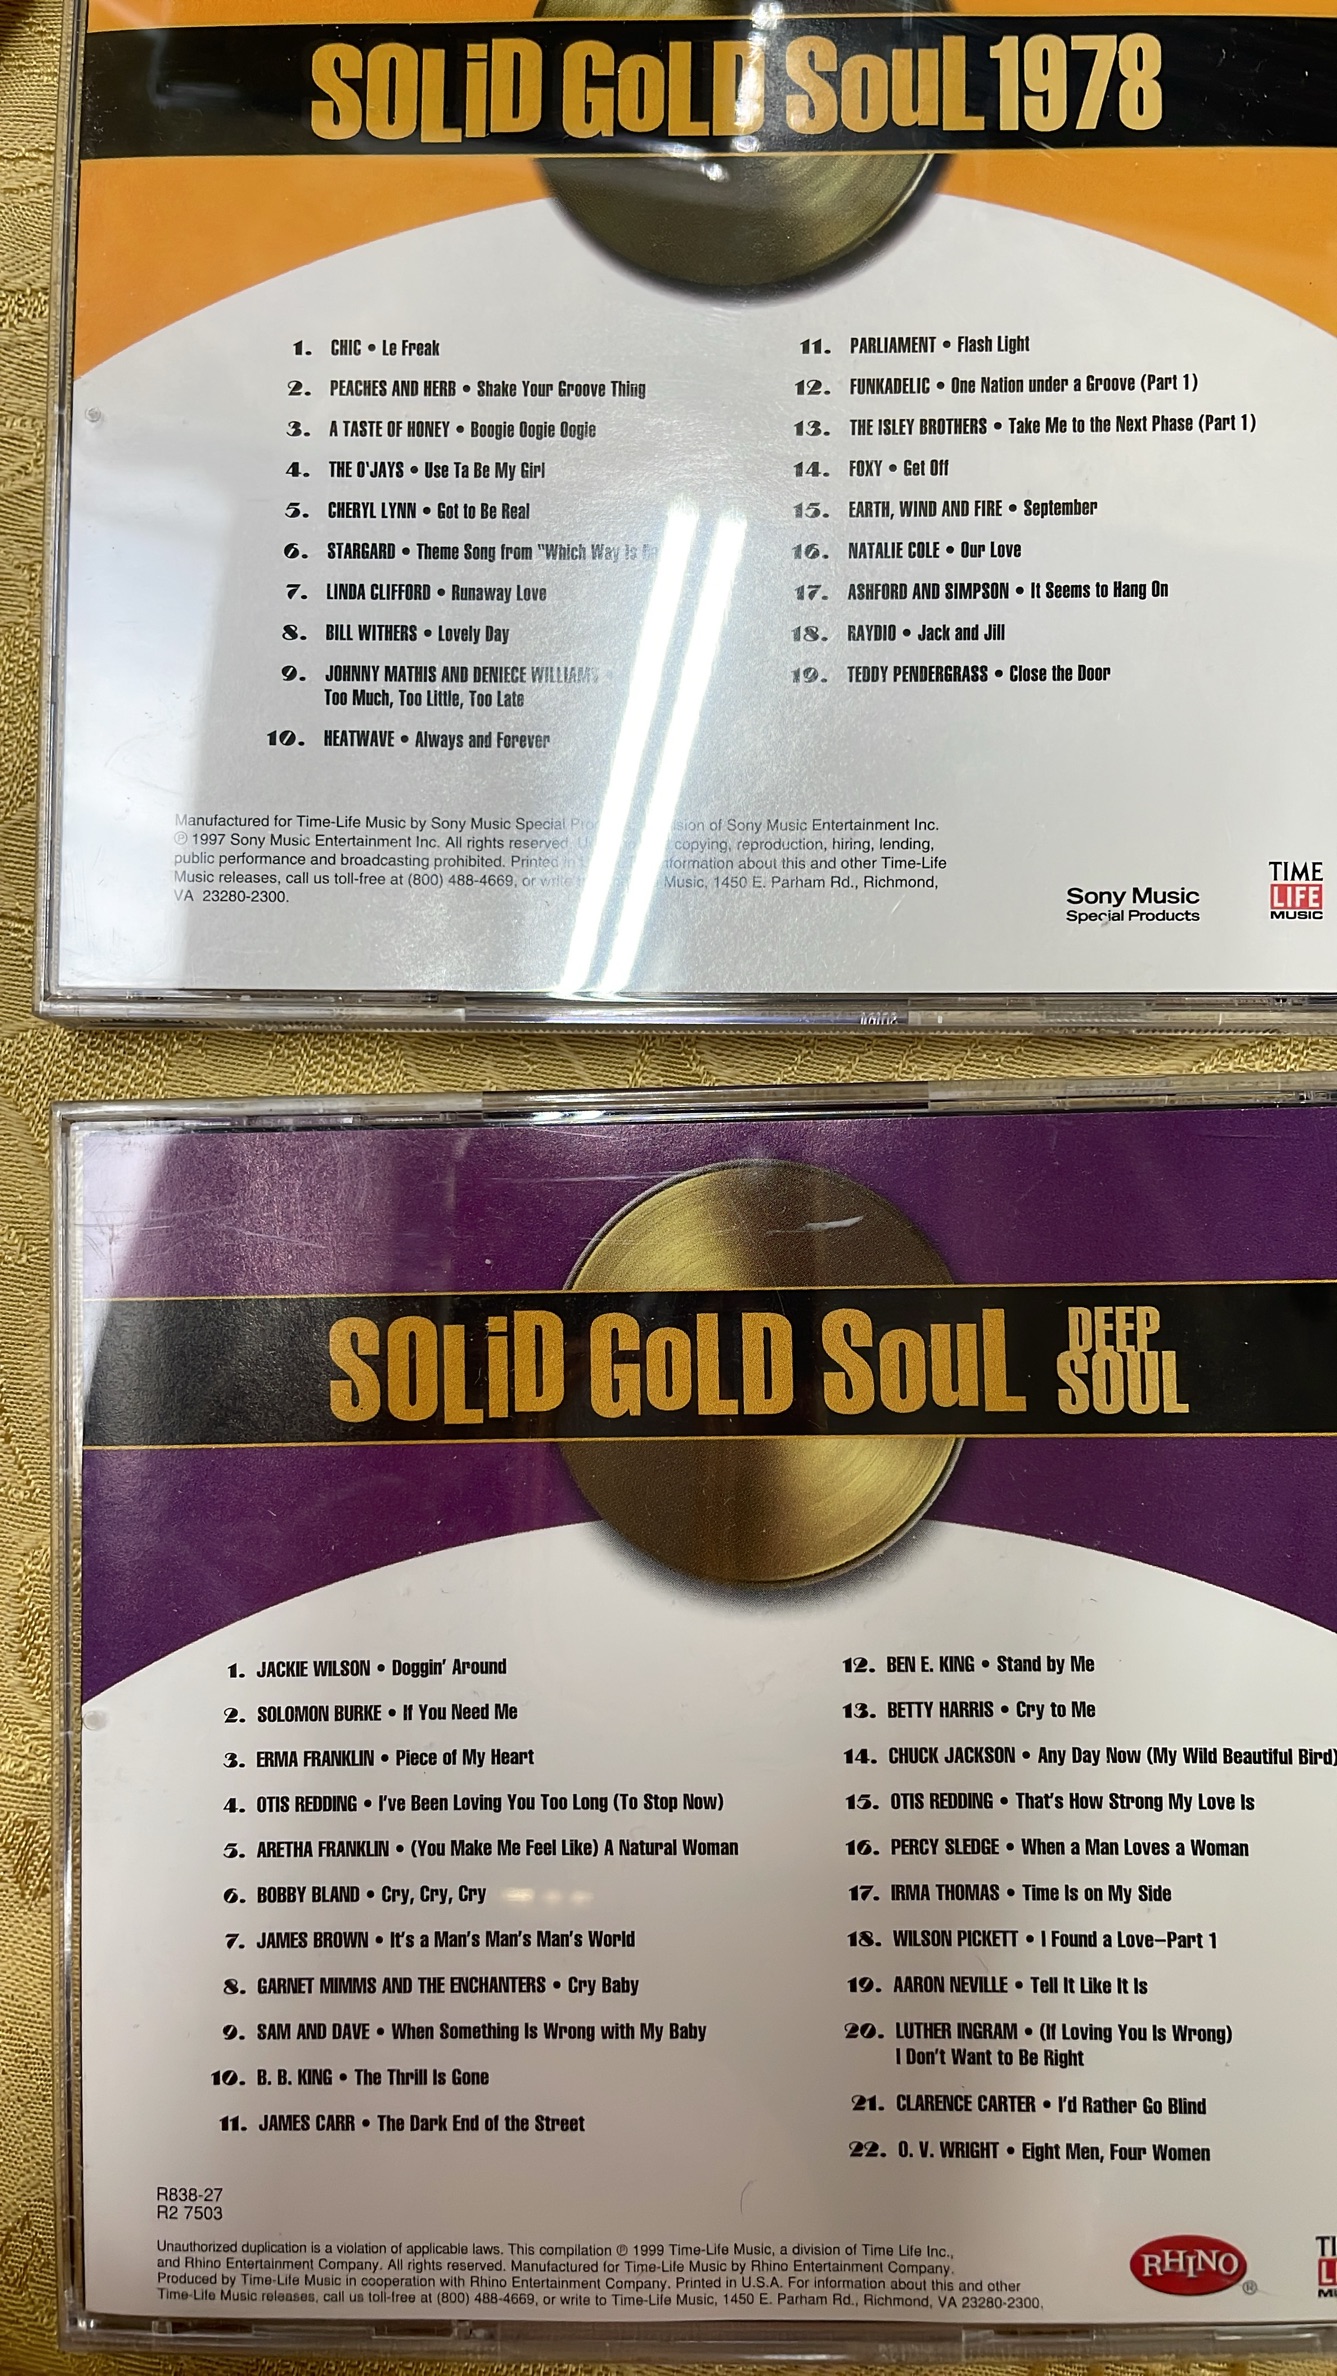 SOLiD GoLD SouL 1978
1. CHIC • Le Freak
2. PEACHES AND HERB • Shake Your Groove Thing
3. A TASTE OF HONEY • Boogie Oogie Oogie
4. THE O'JAYS • Use Ta Be My Girl
5. CHERYL LYNN • Got to Be Real
6. STARGARD • Theme Song from "Which Way Is
7. LINDA CLIFFORD • Runaway Love
8. BILL WITHERS • Lovely Day
9. JOHNNY MATHIS AND DENIECE WILLIAMS
Too Much, Too Little, Too Late
10. HEATWAVE • Always and Forever
11. PARLIAMENT • Flash Light
12. FUNKADELIC • One Nation under a Groove (Part 1)
13. THE ISLEY BROTHERS • Take Me to the Next Phase (Part 1)
14. FOXY • Get Off
15. EARTH, WIND AND FIRE • September
16. NATALIE COLE • Our Love
17. ASHFORD AND SIMPSON • It Seems to Hang On
18. RAYDIO • Jack and Jill
19. TEDDY PENDERGRASS • Close the Door
Manufactured for Time-Life Music by Sony Music Special of Sony Music Entertainment Inc.
℗ 1997 Sony Music Entertainment Inc. All rights reserved. copying, reproduction, hiring, lending,
public performance and broadcasting prohibited. Printed in information about this and other Time-Life
Music releases, call us toll-free at (800) 488-4669, or write Music, 1450 E. Parham Rd., Richmond,
VA 23280-2300.
Sony Music
Special Products
TIME
LIFE
MUSIC
SOLiD GoLD SouL DEEP SOUL
1. JACKIE WILSON • Doggin' Around
2. SOLOMON BURKE • If You Need Me
3. ERMA FRANKLIN • Piece of My Heart
4. OTIS REDDING • I've Been Loving You Too Long (To Stop Now)
5. ARETHA FRANKLIN • (You Make Me Feel Like) A Natural Woman
6. BOBBY BLAND • Cry, Cry, Cry
7. JAMES BROWN • It's a Man's Man's Man's World
8. GARNET MIMMS AND THE ENCHANTERS • Cry Baby
9. SAM AND DAVE • When Something Is Wrong with My Baby
10. B. B. KING • The Thrill Is Gone
11. JAMES CARR • The Dark End of the Street
12. BEN E. KING • Stand by Me
13. BETTY HARRIS • Cry to Me
14. CHUCK JACKSON • Any Day Now (My Wild Beautiful Bird)
15. OTIS REDDING • That's How Strong My Love Is
16. PERCY SLEDGE • When a Man Loves a Woman
17. IRMA THOMAS • Time Is on My Side
18. WILSON PICKETT • I Found a Love–Part 1
19. AARON NEVILLE • Tell It Like It Is
20. LUTHER INGRAM • (If Loving You Is Wrong)
I Don't Want to Be Right
21. CLARENCE CARTER • I'd Rather Go Blind
22. O. V. WRIGHT • Eight Men, Four Women
R838-27
R2 7503
Unauthorized duplication is a violation of applicable laws. This compilation ℗ 1999 Time-Life Music, a division of Time Life Inc.,
and Rhino Entertainment Company. All rights reserved. Manufactured for Time-Life Music by Rhino Entertainment Company.
Produced by Time-Life Music in cooperation with Rhino Entertainment Company. Printed in U.S.A. For information about this and other
Time-Life Music releases, call us toll-free at (800) 488-4669, or write to Time-Life Music, 1450 E. Parham Rd., Richmond, VA 23280-2300.
RHINO ®